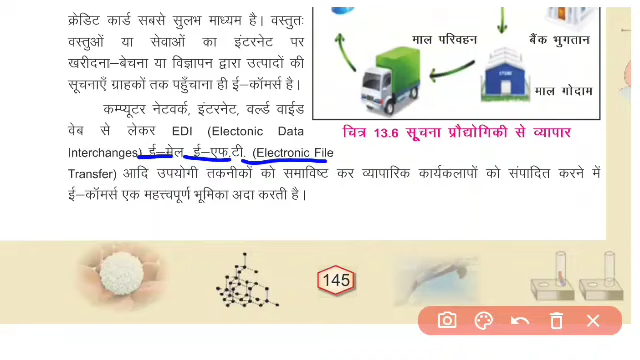 क्रेडिट कार्ड सबसे सुलभ माध्यम है। वस्तुतः
वस्तुओं या सेवाओं का इंटरनेट पर
खरीदना–बेचना या विज्ञापन द्वारा उत्पादों की
सूचनाएँ ग्राहकों तक पहुँचाना ही ई–कॉमर्स है।
कम्प्यूटर नेटवर्क, इंटरनेट, वर्ल्ड वाईड
वेब से लेकर EDI (Electonic Data
Interchanges) ई–मेल, ई–एफ.टी. (Electronic File
Transfer) आदि उपयोगी तकनीकों को समाविष्ट कर व्यापारिक कार्यकलापों को संपादित करने में
ई–कॉमर्स एक महत्त्वपूर्ण भूमिका अदा करती है।
माल परिवहन
बैंक भुगतान
माल गोदाम
चित्र 13.6 सूचना प्रौद्योगिकी से व्यापार
145